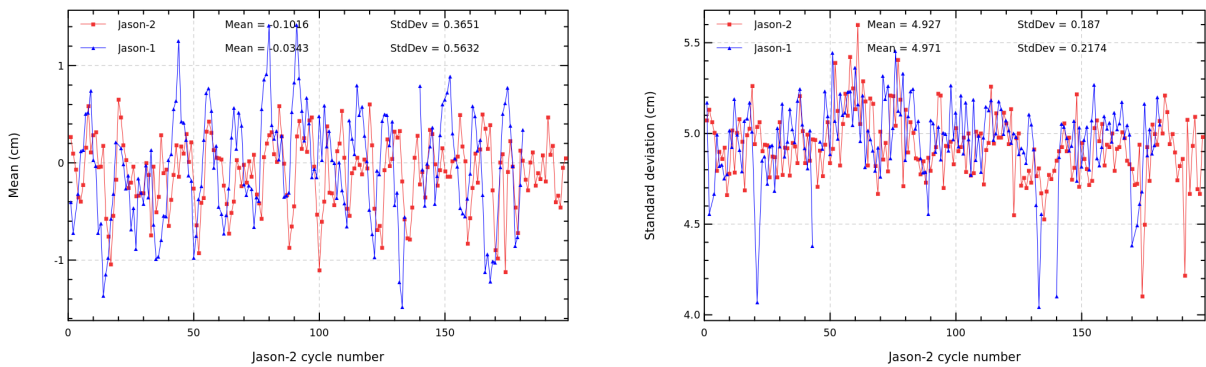 Jason-2 Mean = -0.1016 StdDev = 0.3651
Jason-1 Mean = -0.0343 StdDev = 0.5632
1
0
-1
0 50 100 150
Mean (cm)
Jason-2 cycle number
Jason-2 Mean = 4.927 StdDev = 0.187
Jason-1 Mean = 4.971 StdDev = 0.2174
5.5
5.0
4.5
4.0
0 50 100 150
Standard deviation (cm)
Jason-2 cycle number